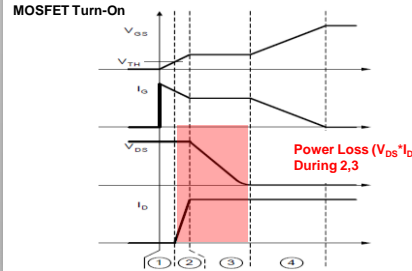 MOSFET Turn-On
VGS
VTH
IG
VDS
Power Loss (VDS*ID
During 2,3
ID
1 2 3 4